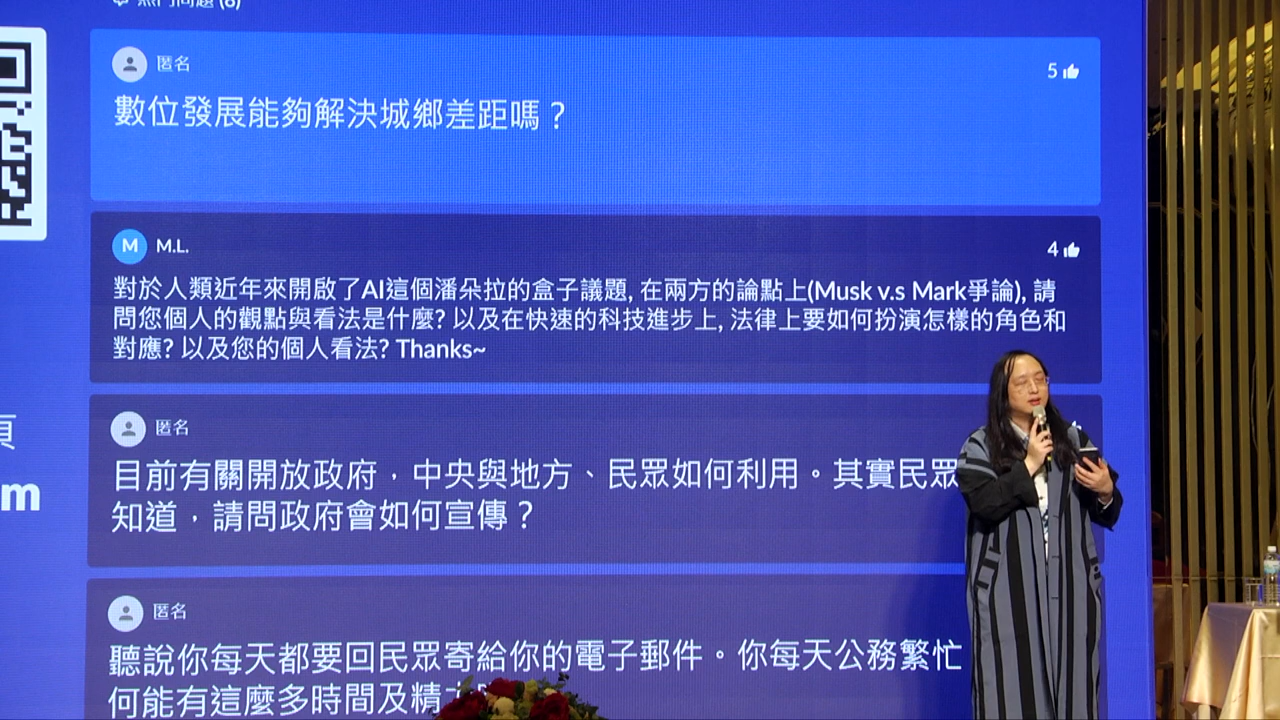 熱門問題 (6)
匿名
5
數位發展能夠解決城鄉差距嗎？
M
M.L.
4
對於人類近年來開啟了AI這個潘朵拉的盒子議題, 在兩方的論點上(Musk v.s Mark爭論), 請
問您個人的觀點與看法是什麼? 以及在快速的科技進步上, 法律上要如何扮演怎樣的角色和
對應? 以及您的個人看法? Thanks~
匿名
目前有關開放政府，中央與地方、民眾如何利用。其實民眾
知道，請問政府會如何宣傳？
匿名
聽說你每天都要回民眾寄給你的電子郵件。你每天公務繁忙
何能有這麼多時間及精
m